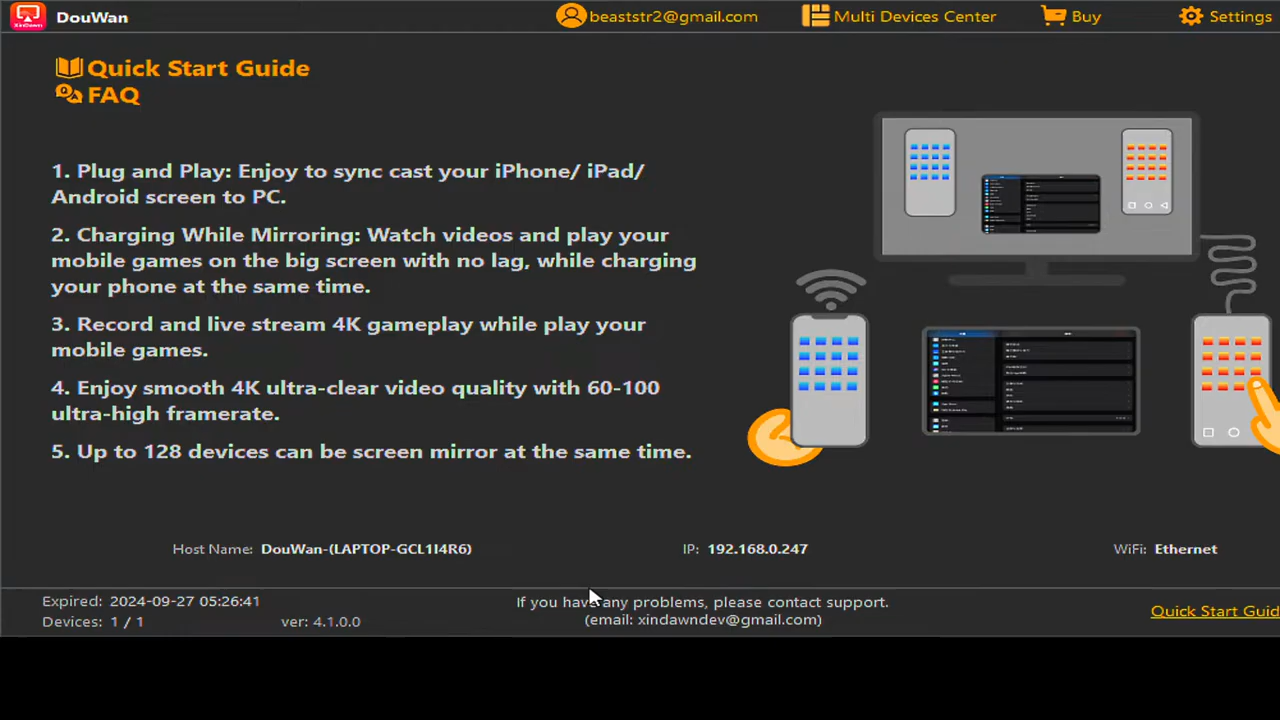 DouWan
beaststr2@gmail.com
Multi Devices Center
Buy
Settings
Quick Start Guide
FAQ
1. Plug and Play: Enjoy to sync cast your iPhone/ iPad/
Android screen to PC.
2. Charging While Mirroring: Watch videos and play your
mobile games on the big screen with no lag, while charging
your phone at the same time.
3. Record and live stream 4K gameplay while play your
mobile games.
4. Enjoy smooth 4K ultra-clear video quality with 60-100
ultra-high framerate.
5. Up to 128 devices can be screen mirror at the same time.
Host Name: DouWan-(LAPTOP-GCL1I4R6)
IP: 192.168.0.247
WiFi: Ethernet
Expired: 2024-09-27 05:26:41
Devices: 1 / 1
ver: 4.1.0.0
If you have any problems, please contact support.
(email: xindawndev@gmail.com)
Quick Start Guid